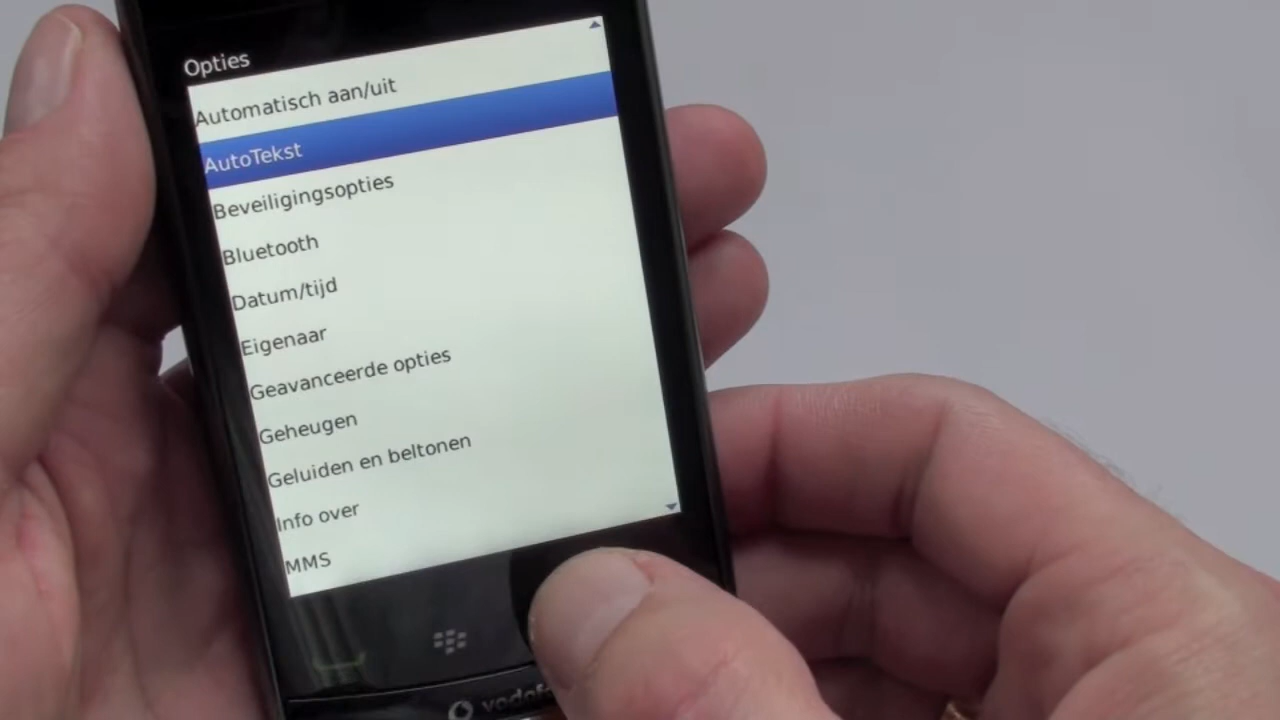 Opties
Automatisch aan/uit
AutoTekst
Beveiligingsopties
Bluetooth
Datum/tijd
Eigenaar
Geavanceerde opties
Geheugen
Geluiden en beltonen
Info over
MMS